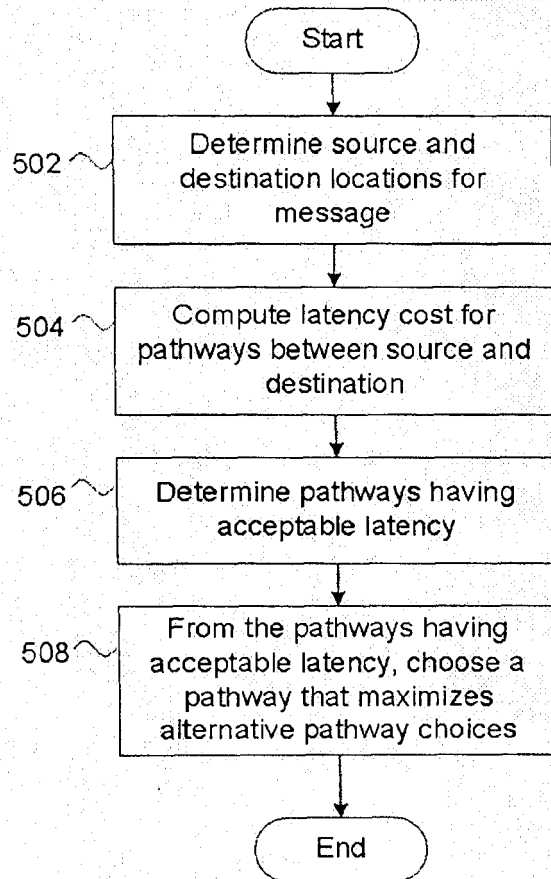 Start
502
Determine source and
destination locations for
message
504
Compute latency cost for
pathways between source and
destination
506
Determine pathways having
acceptable latency
508
From the pathways having
acceptable latency, choose a
pathway that maximizes
alternative pathway choices
End